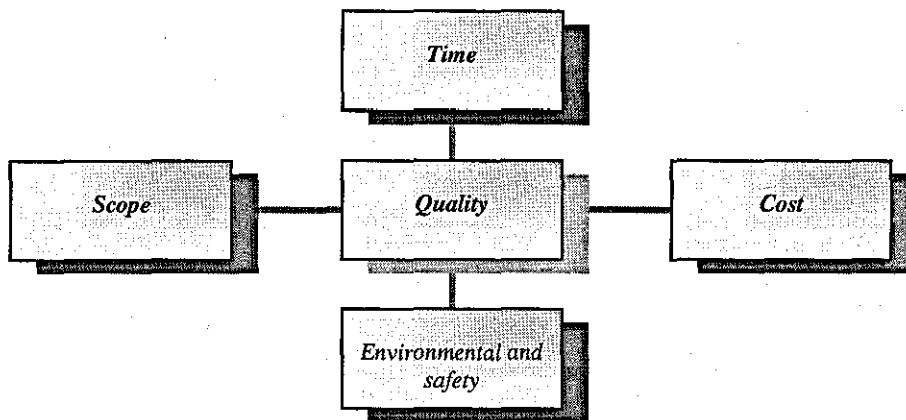 Time
Scope
Quality
Cost
Environmental and
safety